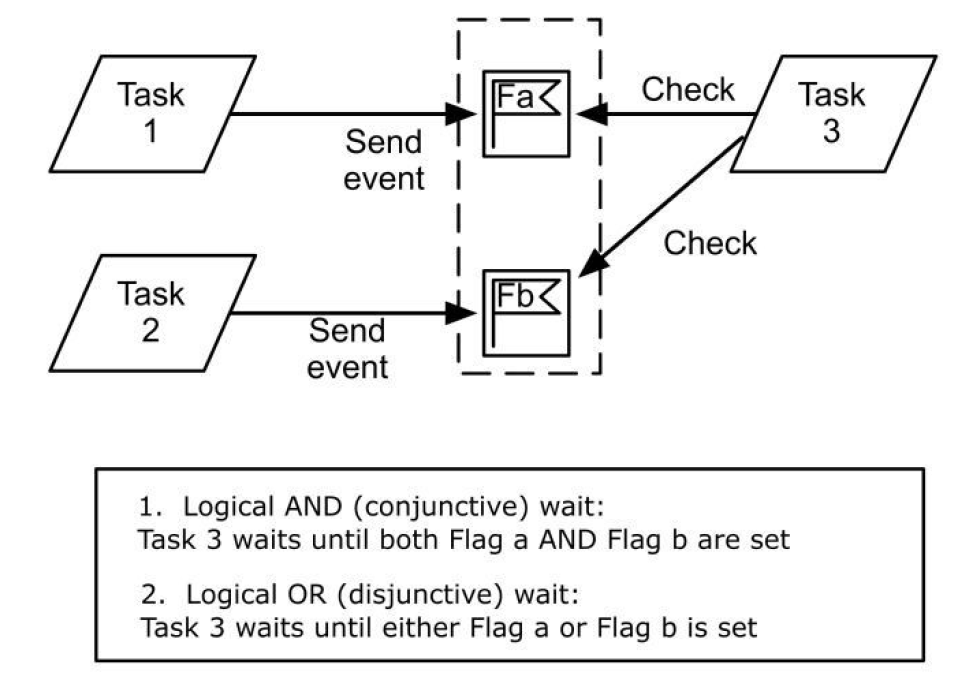 Task
1
Send
event
Fa
Check
Task
3
Task
2
Send
event
Fb
Check
1. Logical AND (conjunctive) wait:
Task 3 waits until both Flag a AND Flag b are set
2. Logical OR (disjunctive) wait:
Task 3 waits until either Flag a or Flag b is set